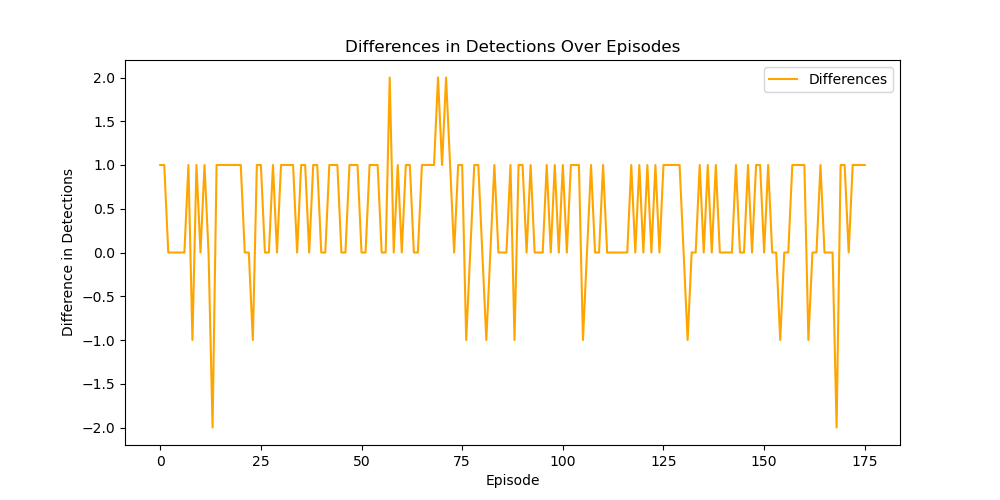 Differences in Detections Over Episodes
Differences
Difference in Detections
2.0
1.5
1.0
0.5
0.0
−0.5
−1.0
−1.5
−2.0
0 25 50 75 100 125 150 175
Episode